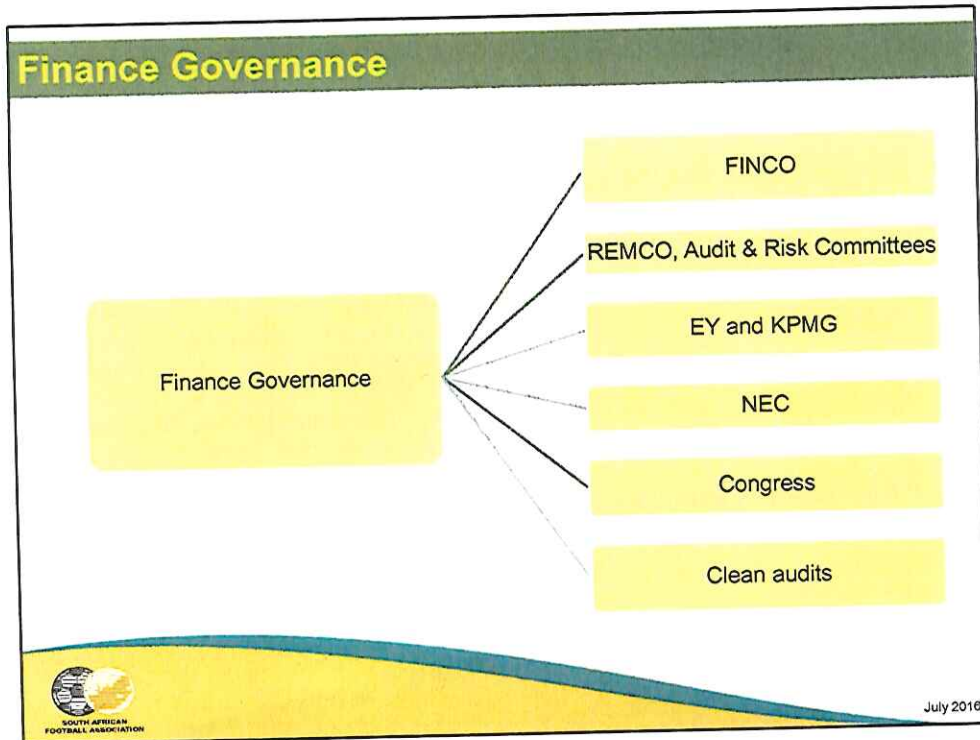 Finance Governance
FINCO
REMCO, Audit & Risk Committees
EY and KPMG
Finance Governance
NEC
Congress
Clean audits
SOUTH AFRICAN
FOOTBALL ASSOCIATION
July 2016